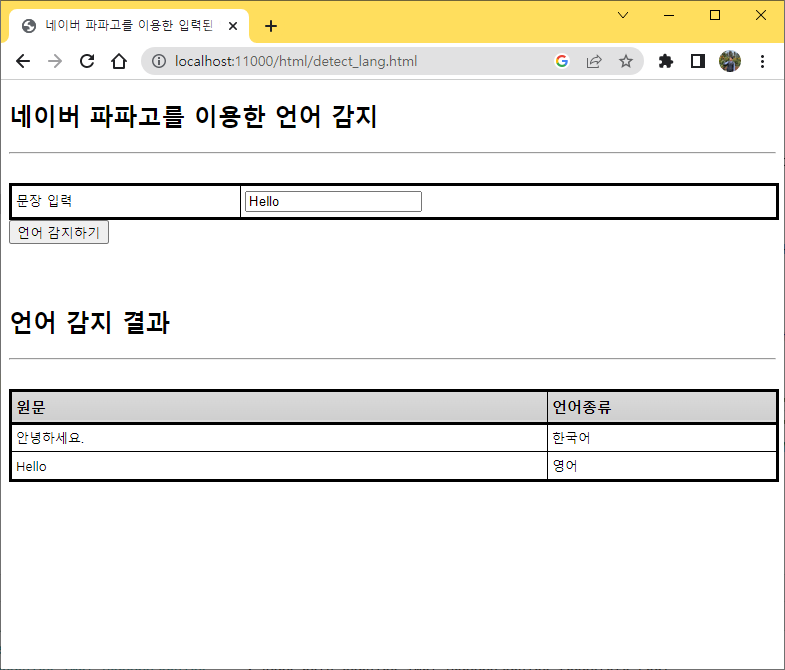 네이버 파파고를 이용한 입력된
localhost:11000/html/detect_lang.html
네이버 파파고를 이용한 언어 감지
문장 입력 Hello
언어 감지하기
언어 감지 결과
원문 언어종류
안녕하세요. 한국어
Hello 영어